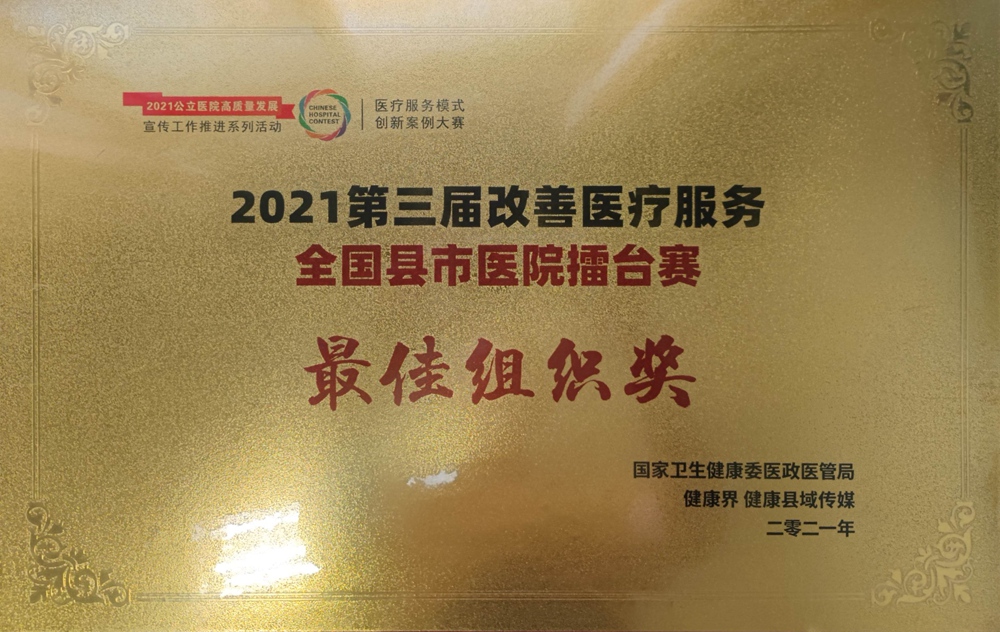 2021公立医院高质量发展
宣传工作推进系列活动
CHINESE
HOSPITAL
CONTEST
医疗服务模式
创新案例大赛
2021第三届改善医疗服务
全国县市医院擂台赛
最佳组织奖
国家卫生健康委医政医管局
健康界 健康县域传媒
二零二一年